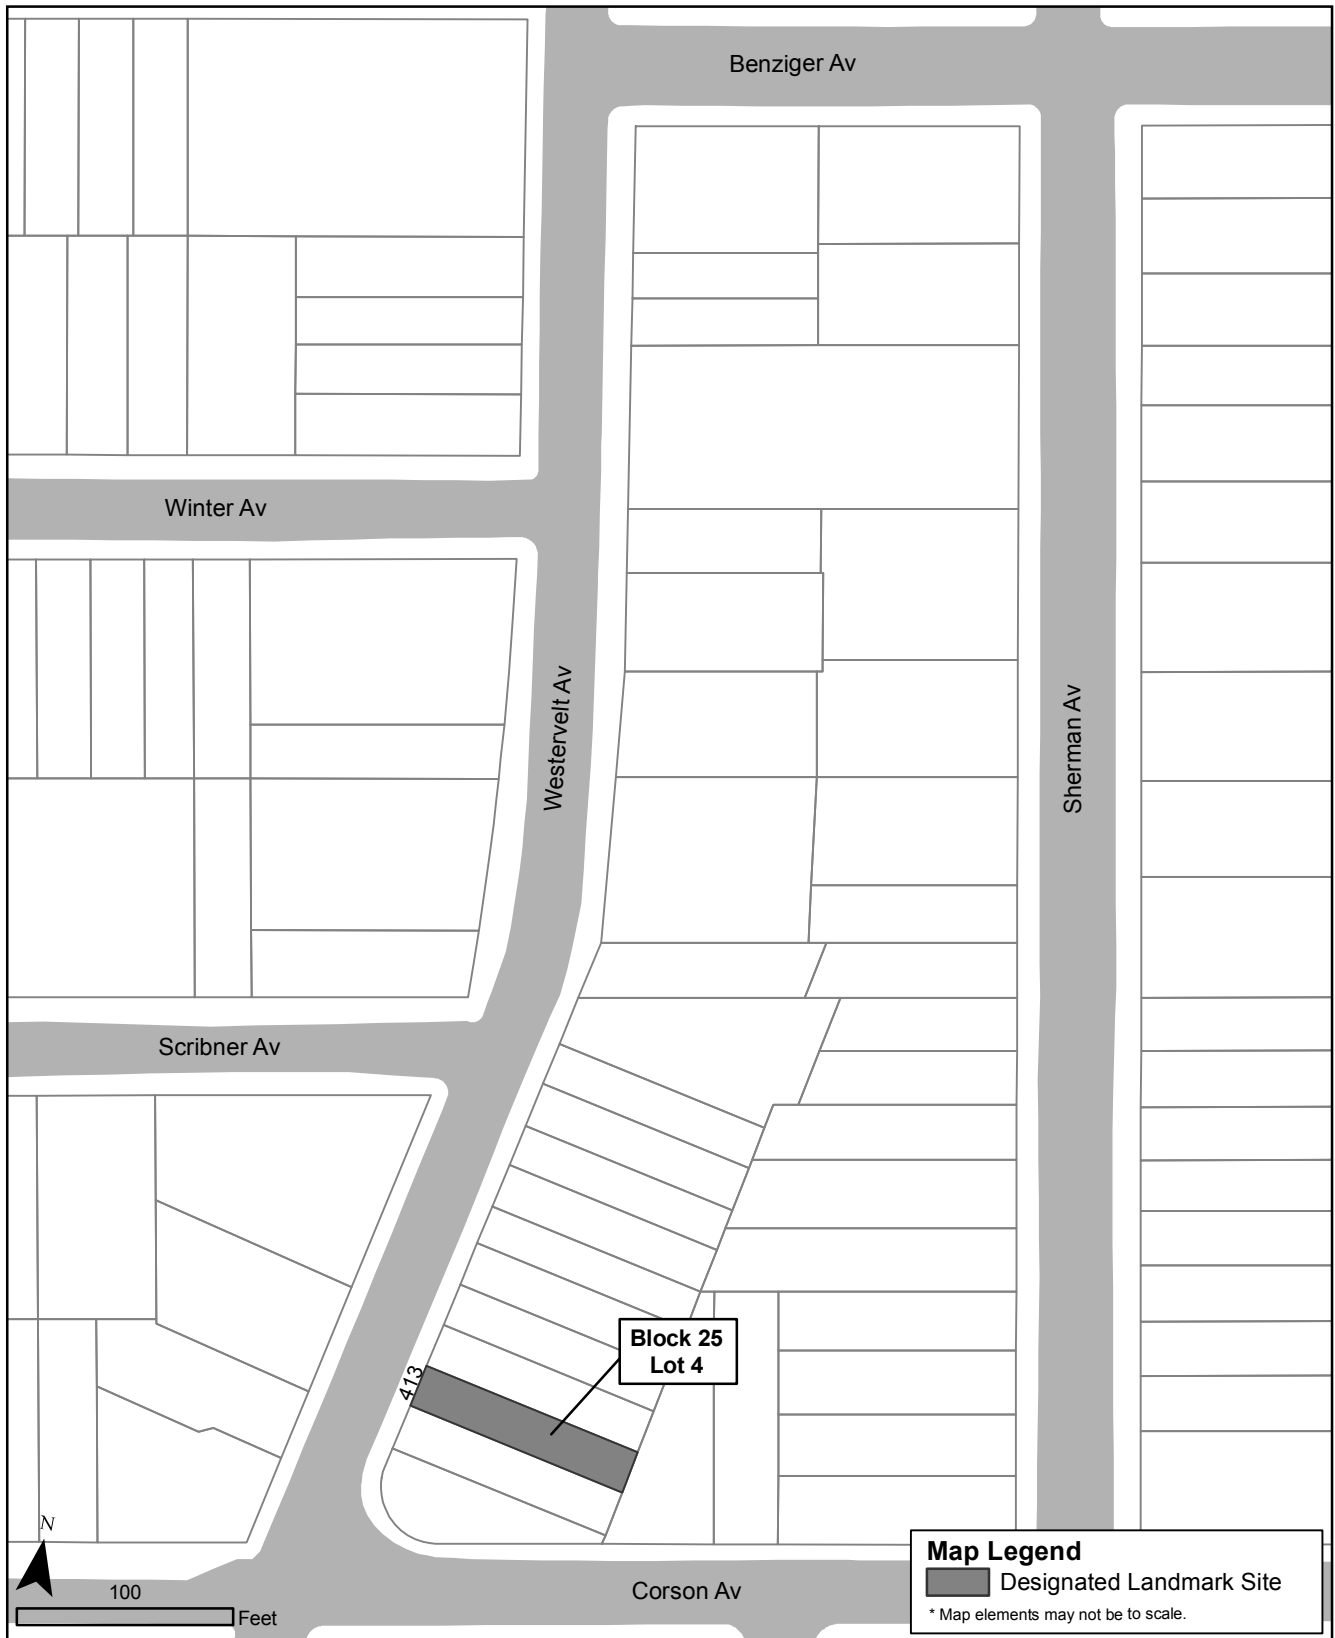 Benziger Av
Winter Av
Westervelt Av
Sherman Av
Scribner Av
Block 25
Lot 4
413
N
100
Feet
Corson Av
Map Legend
Designated Landmark Site
* Map elements may not be to scale.